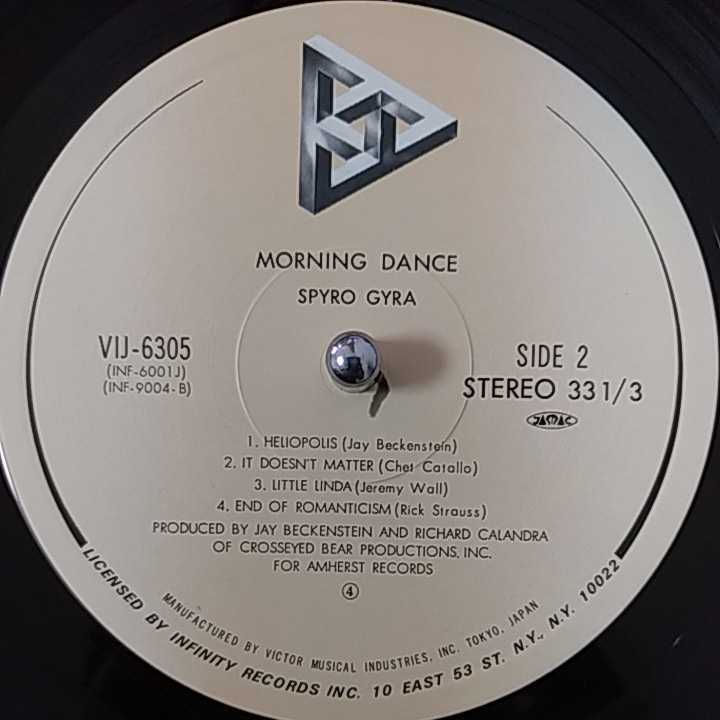 MORNING DANCE
SPYRO GYRA
VIJ-6305
(INF-6001J)
(INF-9004-B)
SIDE 2
STEREO 33 1/3
JASRAC
1. HELIOPOLIS (Jay Beckenstein)
2. IT DOESN'T MATTER (Chet Catallo)
3. LITTLE LINDA (Jeremy Wall)
4. END OF ROMANTICISM (Rick Strauss)
PRODUCED BY JAY BECKENSTEIN AND RICHARD CALANDRA
OF CROSSEYED BEAR PRODUCTIONS, INC.
FOR AMHERST RECORDS
④
MANUFACTURED BY VICTOR MUSICAL INDUSTRIES, INC. TOKYO, JAPAN
LICENSED BY INFINITY RECORDS INC. 10 EAST 53 ST. N.Y., N.Y. 10022